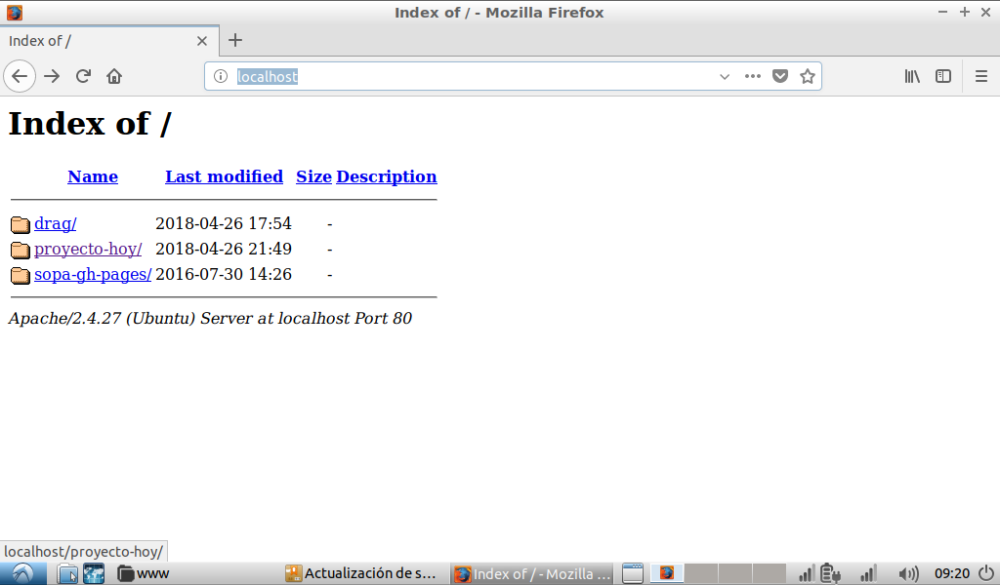 Index of / - Mozilla Firefox
Index of /
localhost
Index of /
Name Last modified Size Description
drag/ 2018-04-26 17:54 -
proyecto-hoy/ 2018-04-26 21:49 -
sopa-gh-pages/ 2016-07-30 14:26 -
Apache/2.4.27 (Ubuntu) Server at localhost Port 80
localhost/proyecto-hoy/
www Actualización de s... Index of / - Mozilla ... 09:20